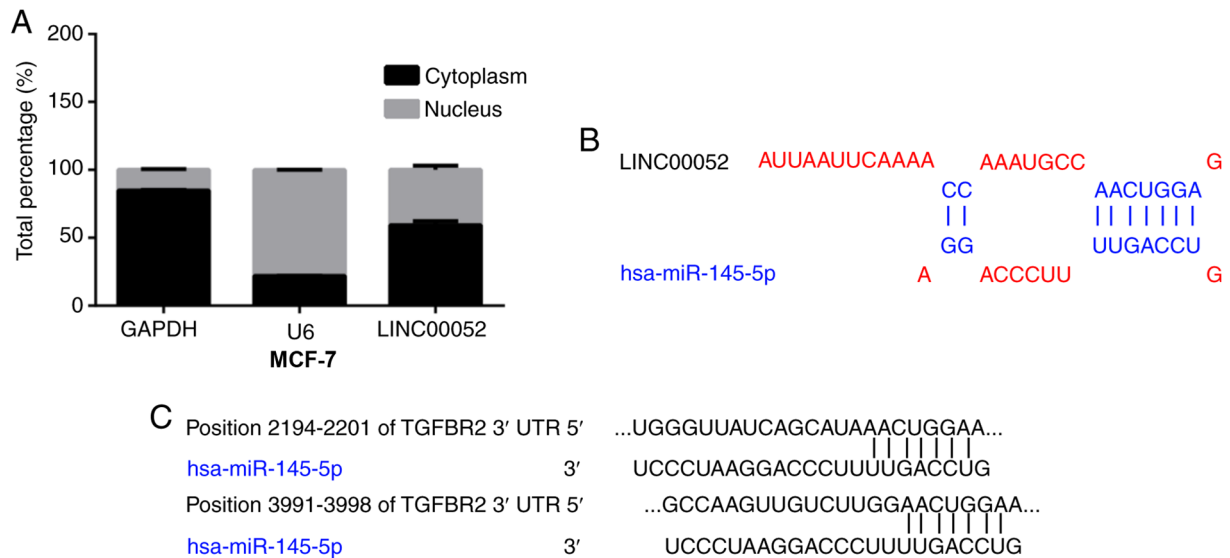 A
200
150
100
50
0
Total percentage (%)
Cytoplasm
Nucleus
GAPDH
U6
LINC00052
MCF-7
B
LINC00052 AUUAAUUCAAAA AAAUGCC G
CC AACUGGA
GG UUGACCU
hsa-miR-145-5p A ACCCUU G
C
Position 2194-2201 of TGFBR2 3′ UTR 5′ ...UGGGUUAUCAGCAUAAACUGGAA...
hsa-miR-145-5p 3′ UCCCUAAGGACCCUUUUGACCUG
Position 3991-3998 of TGFBR2 3′ UTR 5′ ...GCCAAGUUGUCUUGGAACUGGAA...
hsa-miR-145-5p 3′ UCCCUAAGGACCCUUUUGACCUG